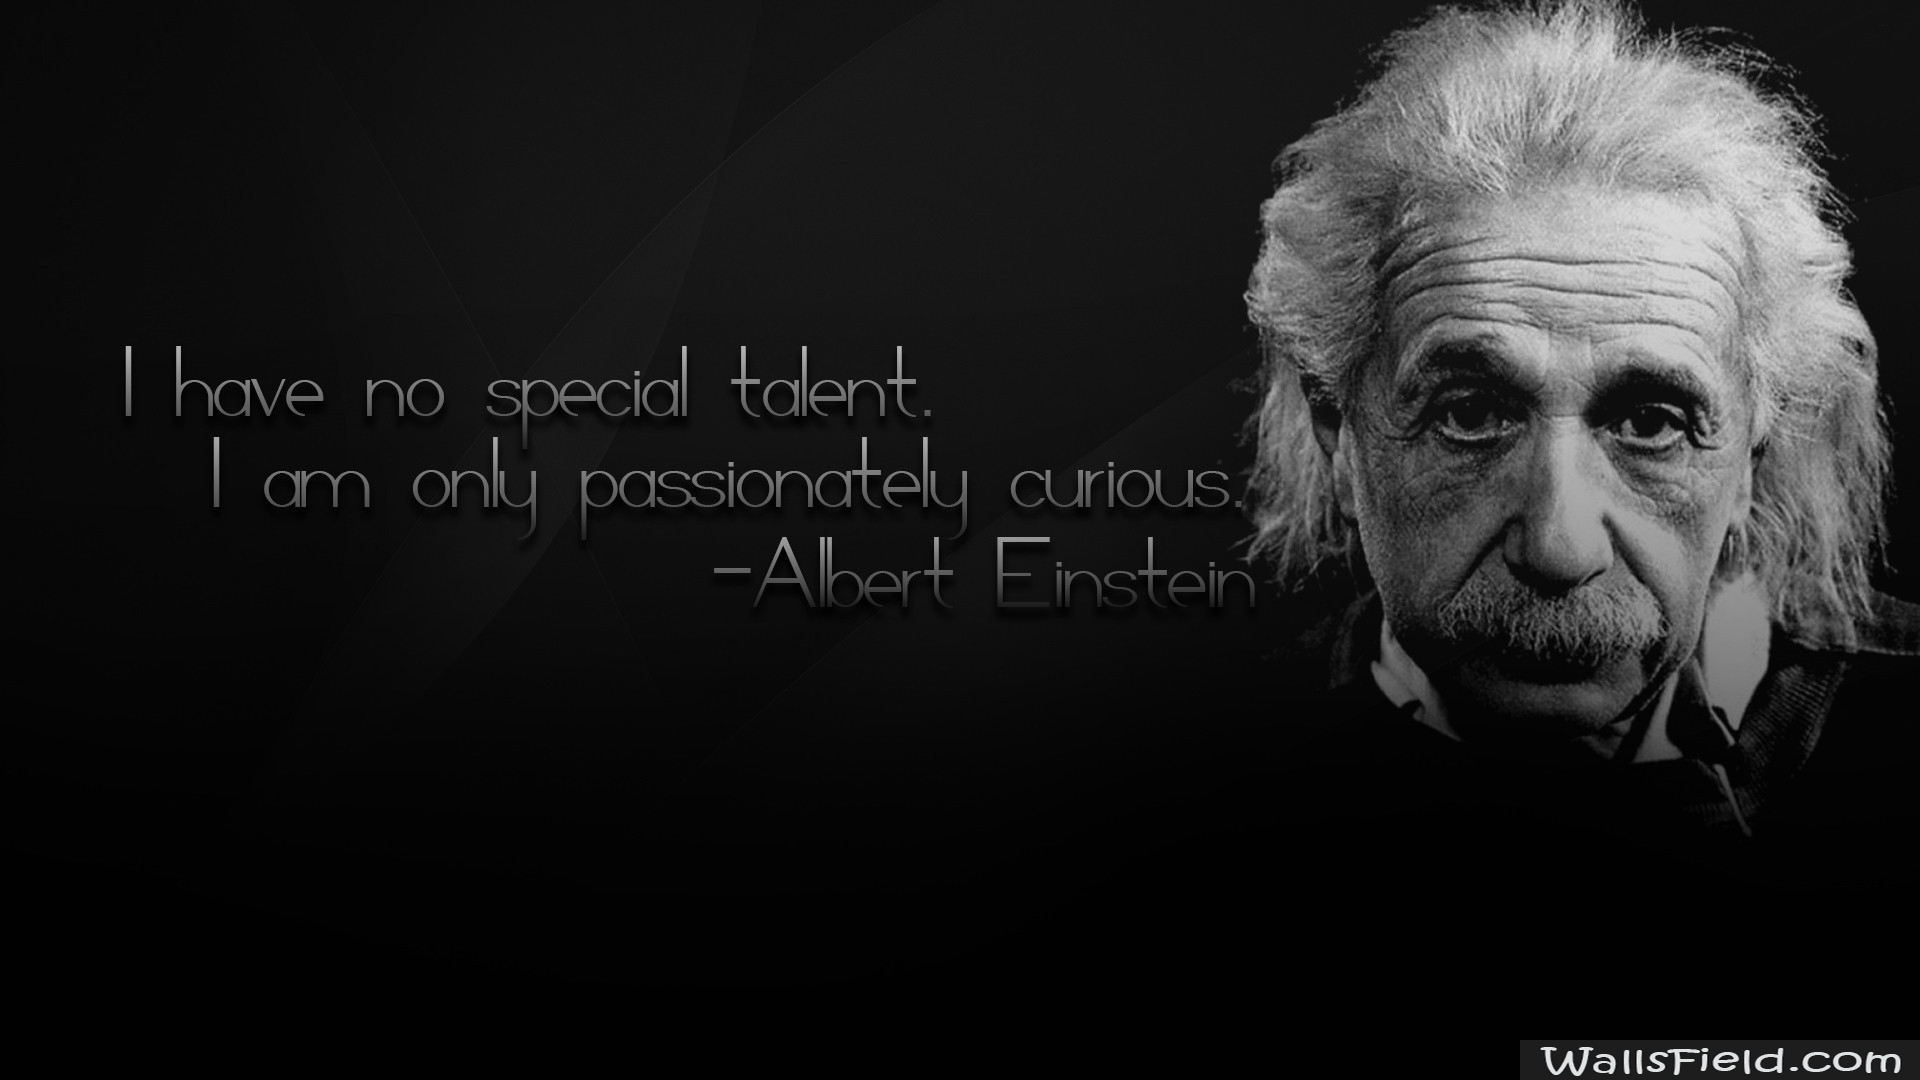 I have no special talent.
I am only passionately curious.
-Albert Einstein
WallsField.com